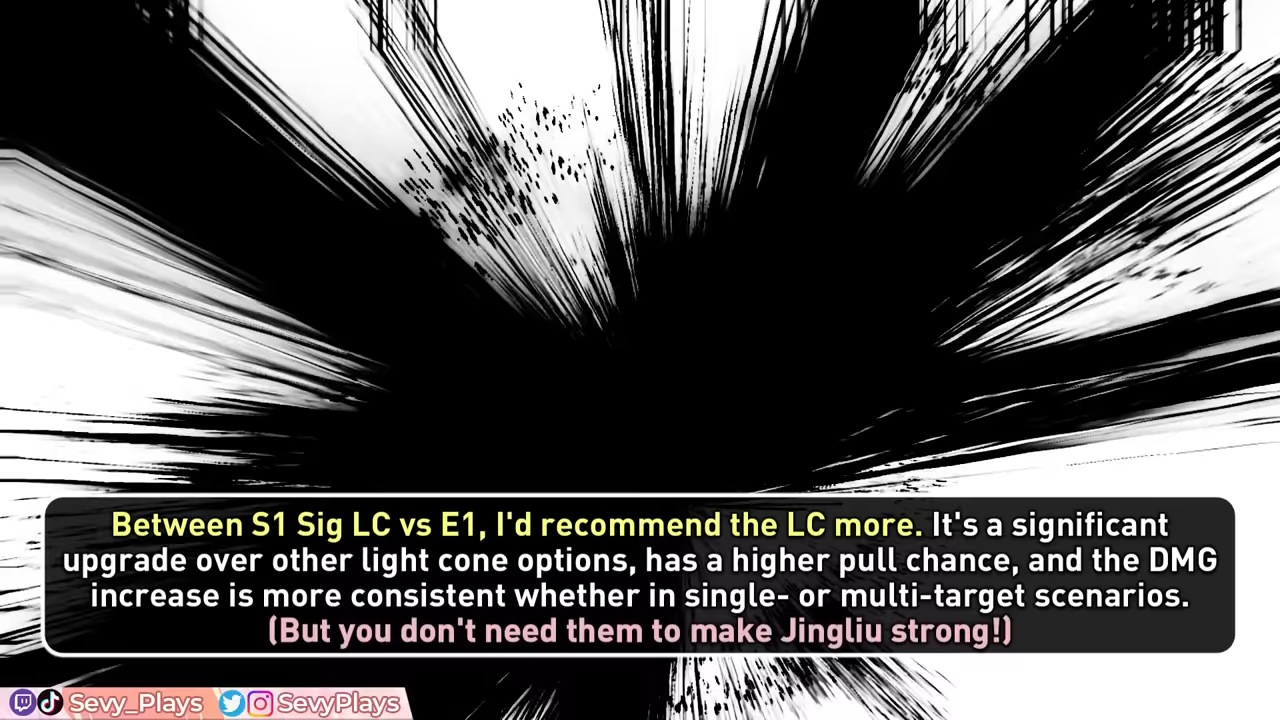 Between S1 Sig LC vs E1, I'd recommend the LC more. It's a significant
upgrade over other light cone options, has a higher pull chance, and the DMG
increase is more consistent whether in single- or multi-target scenarios.
(But you don't need them to make Jingliu strong!)
Sevy_Plays SevyPlays